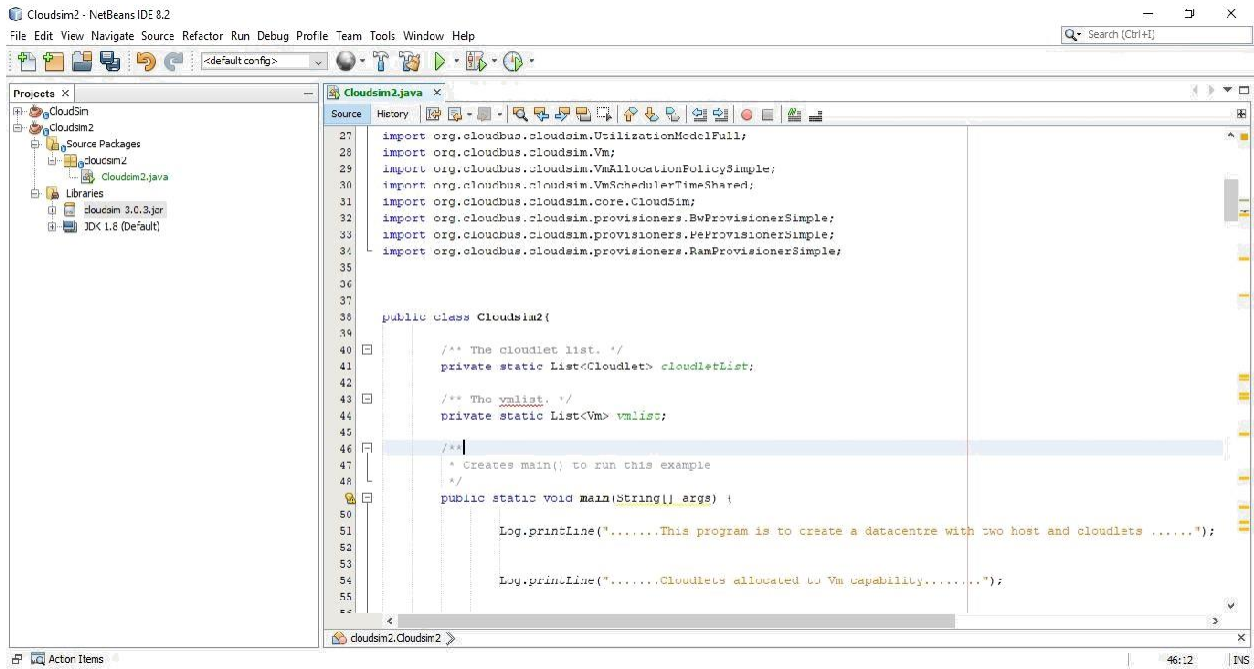 Cloudsim2 - NetBeans IDE 8.2
File Edit View Navigate Source Refactor Run Debug Profile Team Tools Window Help
Search (Ctrl+I)
<default config>
Projects
CloudSim
Cloudsim2
Source Packages
cloudsim2
Cloudsim2.java
Libraries
cloudsim-3.0.3.jar
JDK 1.8 (Default)
Cloudsim2.java
Source History
27 import org.cloudbus.cloudsim.UtilizationModelFull;
28 import org.cloudbus.cloudsim.Vm;
29 import org.cloudbus.cloudsim.VmAllocationPolicySimple;
30 import org.cloudbus.cloudsim.VmSchedulerTimeShared;
31 import org.cloudbus.cloudsim.core.CloudSim;
32 import org.cloudbus.cloudsim.provisioners.BwProvisionerSimple;
33 import org.cloudbus.cloudsim.provisioners.PeProvisionerSimple;
34 import org.cloudbus.cloudsim.provisioners.RamProvisionerSimple;
35
36
37
38 public class Cloudsim2{
39
40 /** The cloudlet list. */
41 private static List<Cloudlet> cloudletList;
42
43 /** The vmlist. */
44 private static List<Vm> vmlist;
45
46 /**
47 * Creates main() to run this example
48 */
public static void main(String[] args) {
50
51 Log.printLine(".......This program is to create a datacentre with two host and cloudlets ......");
52
53
54 Log.printLine(".......Cloudlets allocated to Vm capability........");
55
cloudsim2.Cloudsim2
Action Items
46:12 INS